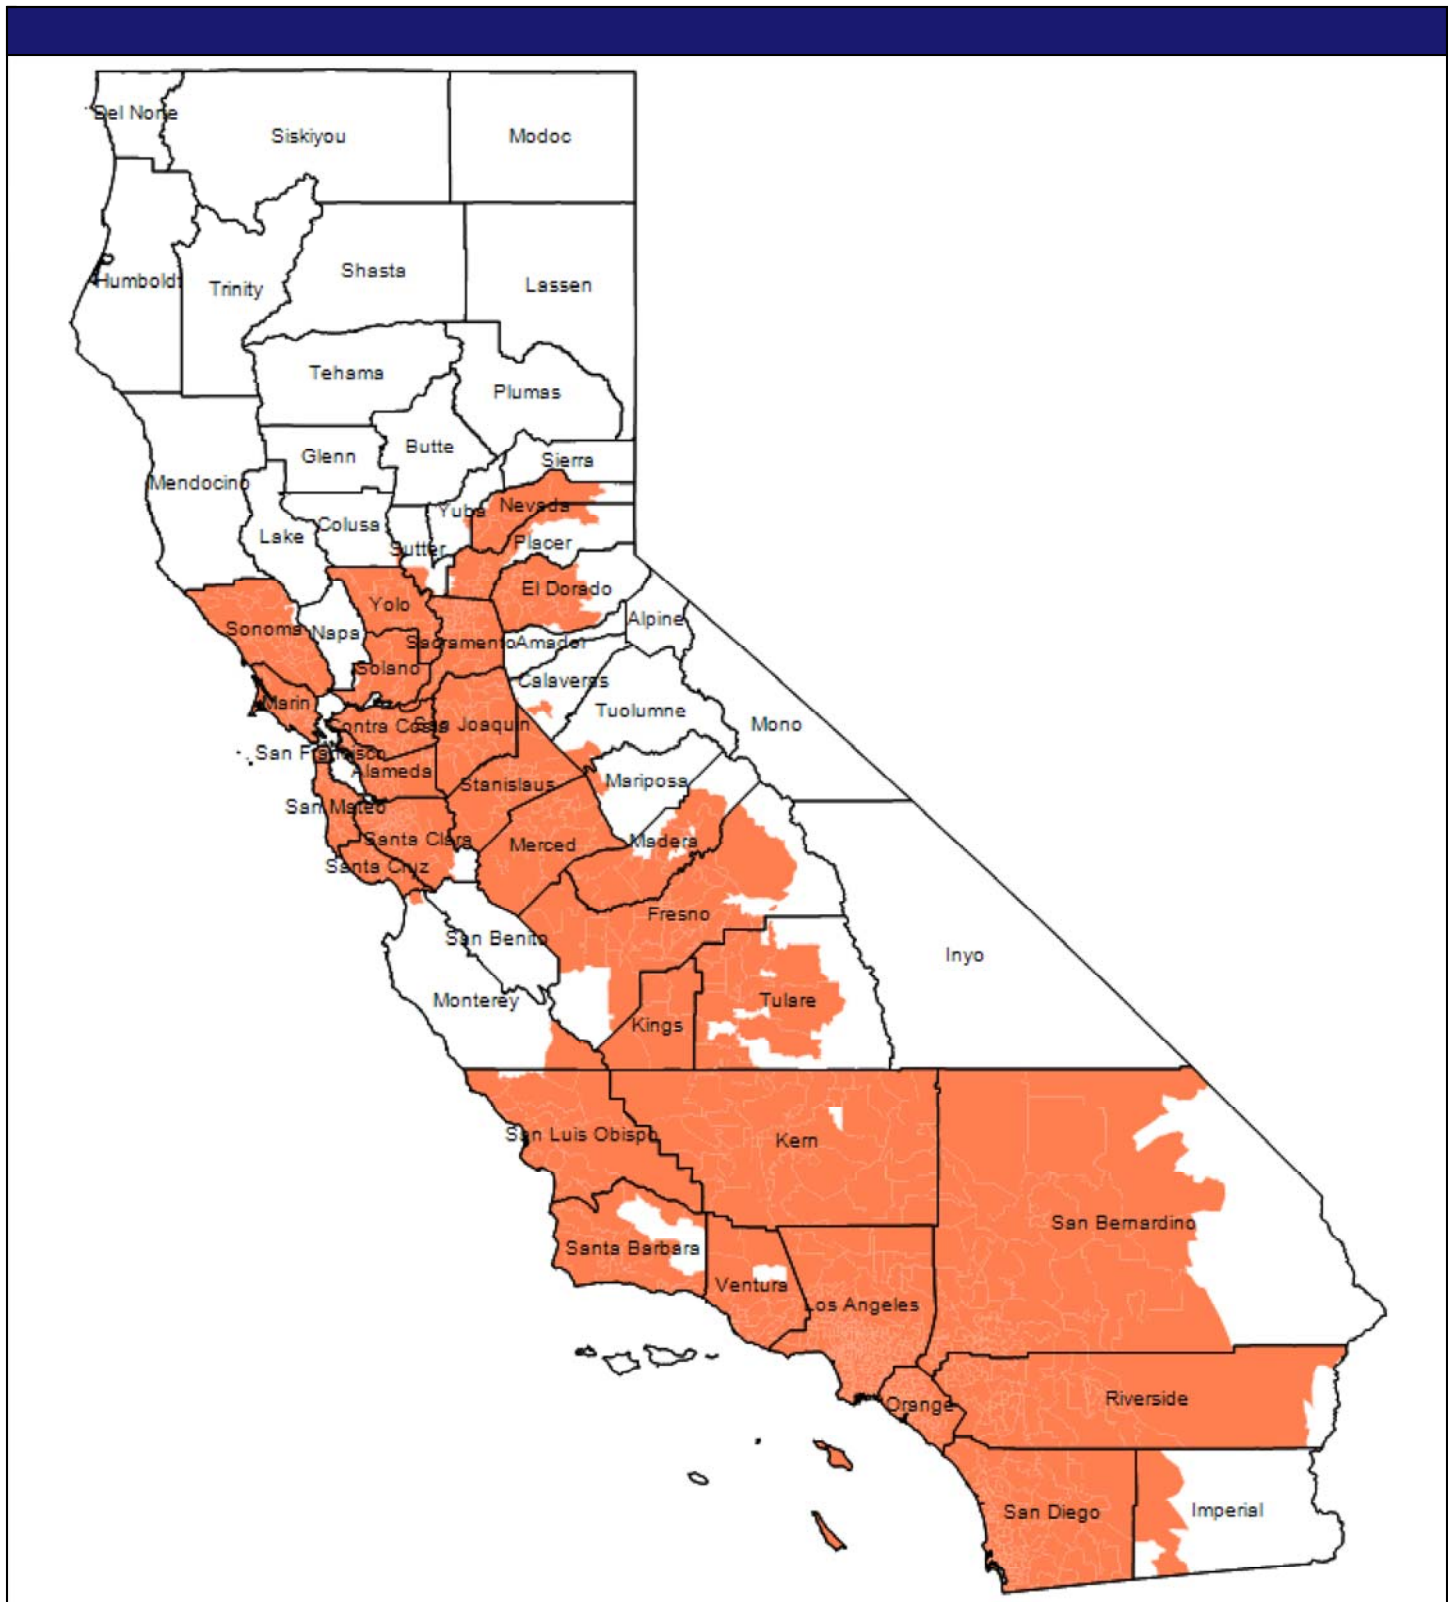 Del Norte
Siskiyou
Modoc
Humboldt
Trinity
Shasta
Lassen
Tehama
Plumas
Mendocino
Glenn
Butte
Sierra
Lake
Colusa
Sutter
Yuba
Nevada
Placer
El Dorado
Sonoma
Napa
Yolo
Solano
Sacramento
Amador
Alpine
Marin
Contra Costa
San Joaquin
Calaveras
Tuolumne
Mono
San Francisco
Alameda
Stanislaus
Mariposa
San Mateo
Santa Clara
Merced
Madera
Santa Cruz
Fresno
San Benito
Inyo
Monterey
Kings
Tulare
San Luis Obispo
Kern
San Bernardino
Santa Barbara
Ventura
Los Angeles
Orange
Riverside
San Diego
Imperial